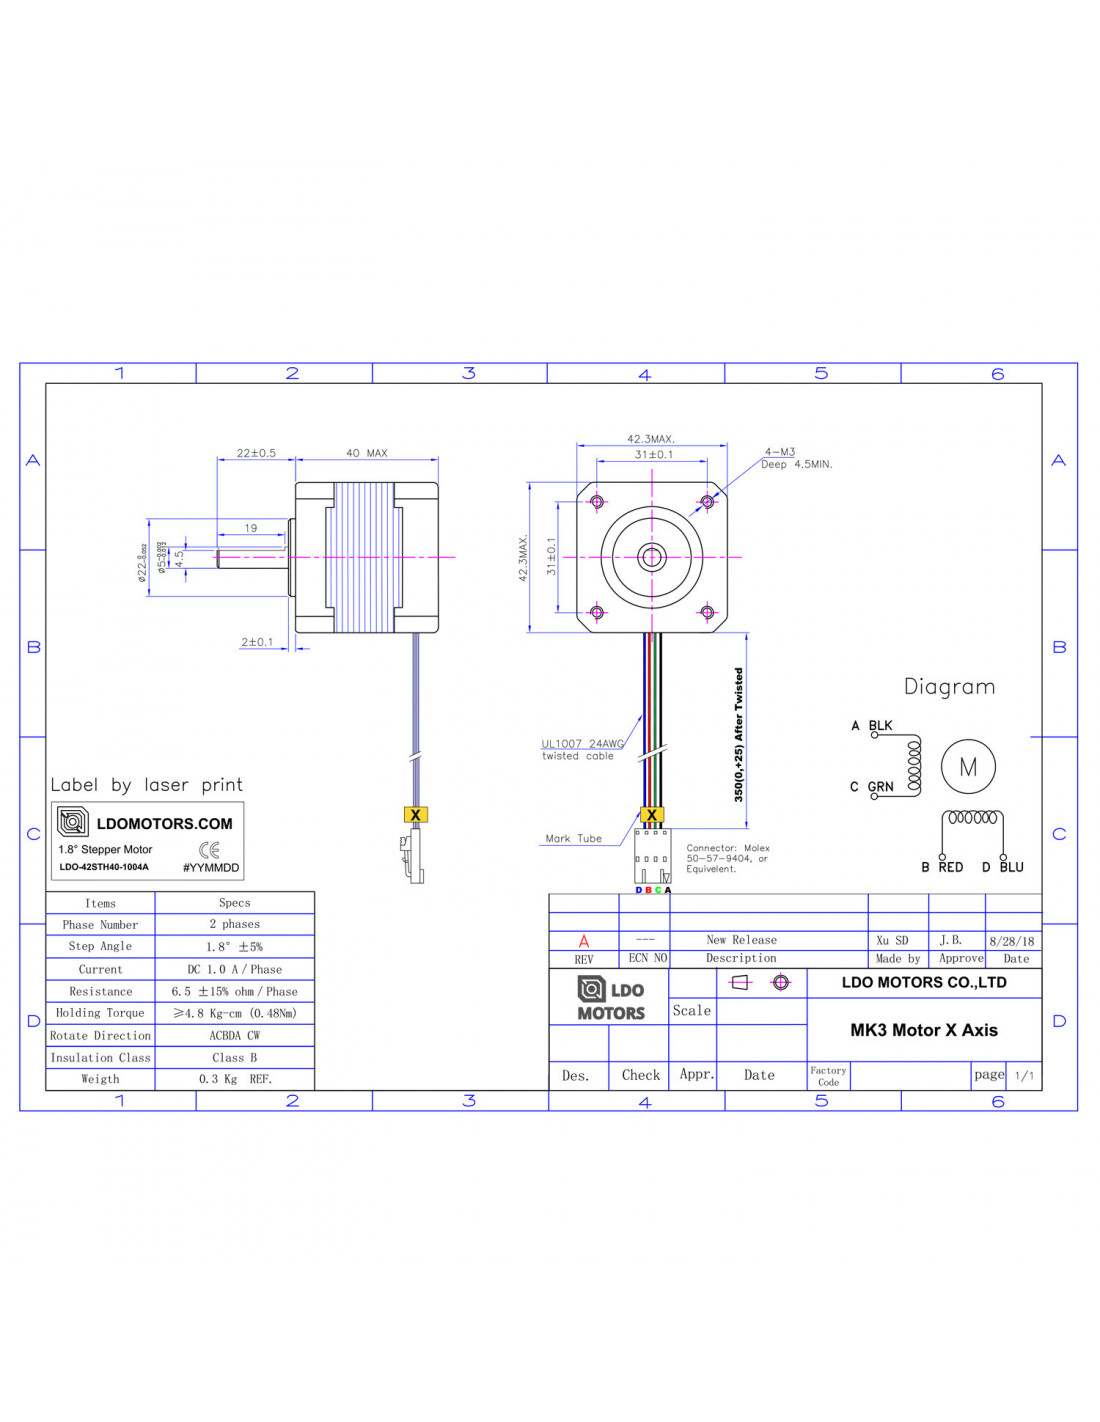 1 2 3 4 5 6
A A
B B
C C
D D
22±0.5
40 MAX
19
ø22
ø5
4.5
2±0.1
42.3MAX.
31±0.1
4-M3
Deep 4.5MIN.
42.3MAX.
31±0.1
350(0,+25) After Twisted
UL1007 24AWG
twisted cable
X
X
Mark Tube
Connector: Molex
50-57-9404, or
Equivelent.
D B C A
Diagram
A BLK
C GRN
M
B RED D BLU
Label by laser print
LDOMOTORS.COM
1.8° Stepper Motor
CE
LDO-42STH40-1004A #YYMMDD
Items Specs
Phase Number 2 phases
Step Angle 1.8° ±5%
Current DC 1.0 A / Phase
Resistance 6.5 ±15% ohm / Phase
Holding Torque ≥4.8 Kg-cm (0.48Nm)
Rotate Direction ACBDA CW
Insulation Class Class B
Weigth 0.3 Kg REF.
A --- New Release Xu SD J.B. 8/28/18
REV ECN NO Description Made by Approve Date
LDO
MOTORS
Scale
LDO MOTORS CO.,LTD
MK3 Motor X Axis
Des. Check Appr. Date
Factory
Code
page 1/1
1 2 3 4 5 6